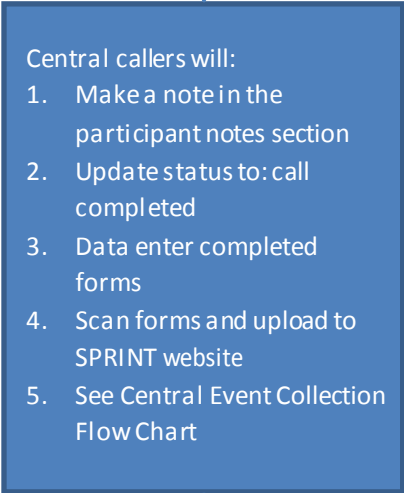 Central callers will:
1. Make a note in the
participant notes section
2. Update status to: call
completed
3. Data enter completed
forms
4. Scan forms and upload to
SPRINT website
5. See Central Event Collection
Flow Chart